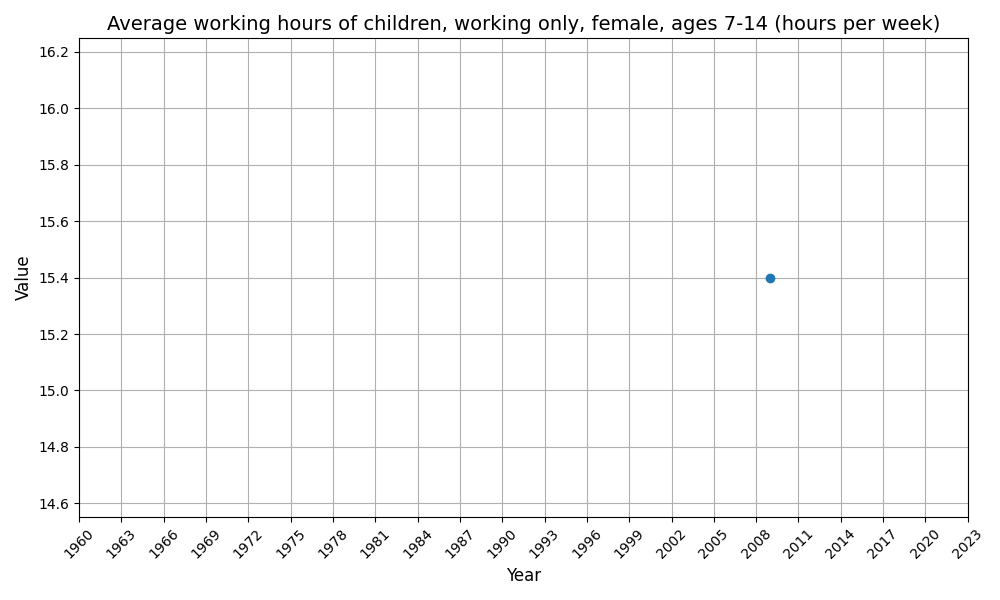 Average working hours of children, working only, female, ages 7-14 (hours per week)
Value
16.2
16.0
15.8
15.6
15.4
15.2
15.0
14.8
14.6
1960 1963 1966 1969 1972 1975 1978 1981 1984 1987 1990 1993 1996 1999 2002 2005 2008 2011 2014 2017 2020 2023
Year